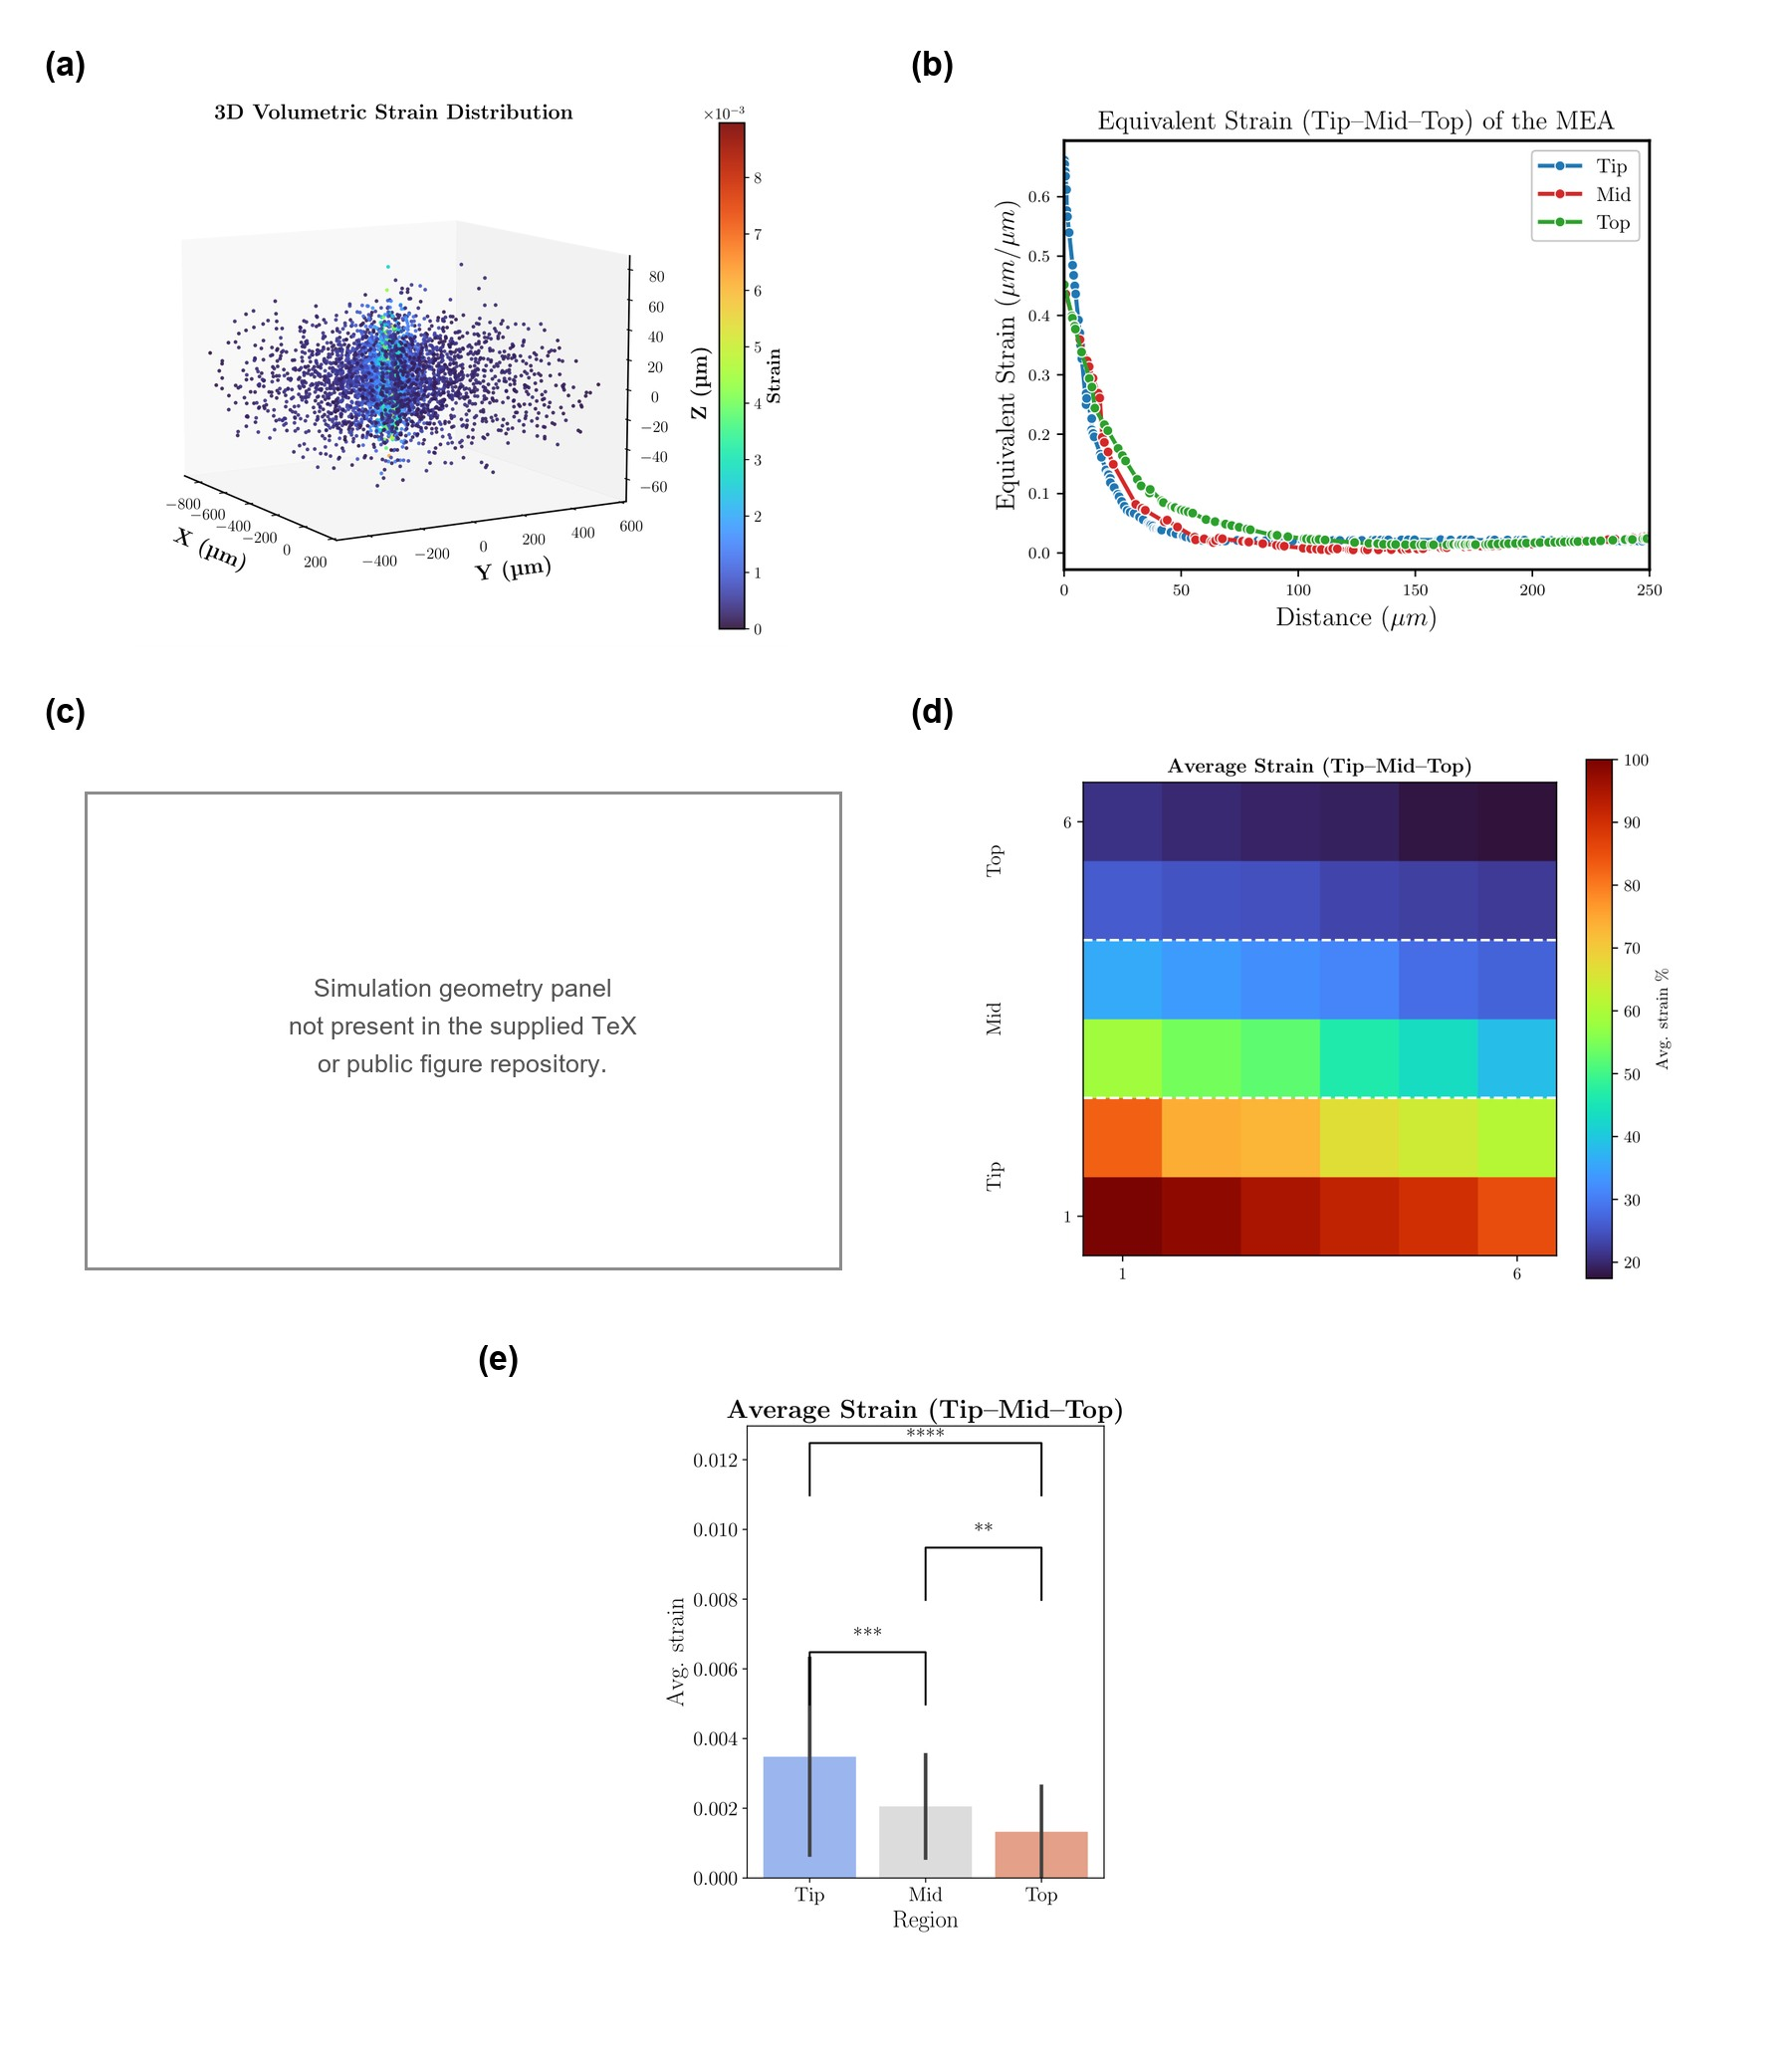 (a)
3D Volumetric Strain Distribution
×10⁻³
8
7
6
5
4
3
2
1
0
Strain
80
60
40
20
0
−20
−40
−60
Z (µm)
−800
−600
−400
−200
0
200
X (µm)
−400
−200
0
200
400
600
Y (µm)
(b)
Equivalent Strain (Tip–Mid–Top) of the MEA
Tip
Mid
Top
0.6
0.5
0.4
0.3
0.2
0.1
0.0
Equivalent Strain (µm/µm)
0 50 100 150 200 250
Distance (µm)
(c)
Simulation geometry panel
not present in the supplied TeX
or public figure repository.
(d)
Average Strain (Tip–Mid–Top)
6
1
Top
Mid
Tip
1 6
100
90
80
70
60
50
40
30
20
Avg. strain %
(e)
Average Strain (Tip–Mid–Top)
****
**
***
0.012
0.010
0.008
0.006
0.004
0.002
0.000
Avg. strain
Tip Mid Top
Region